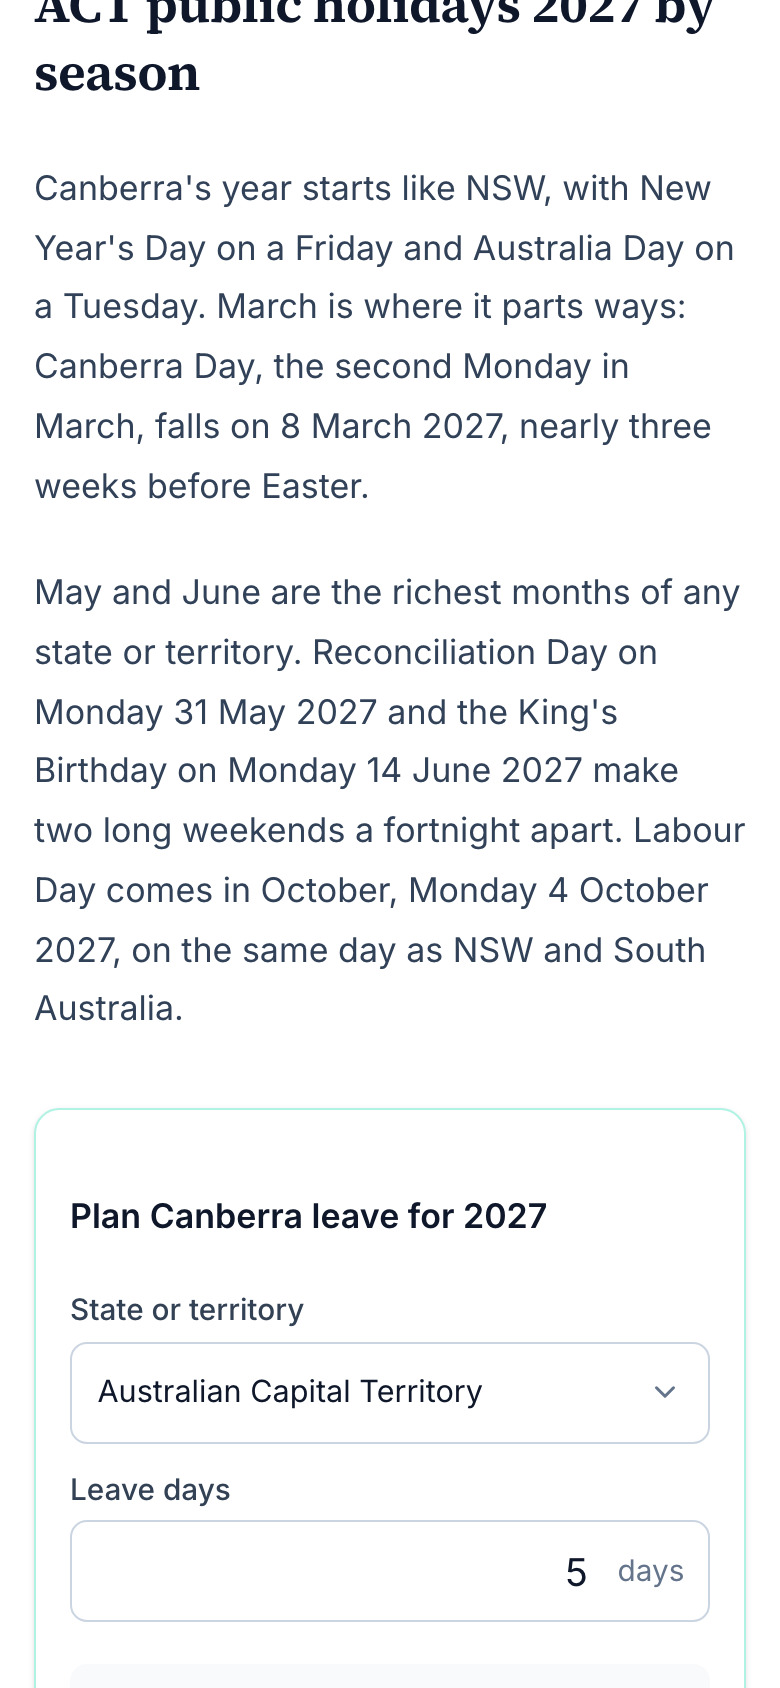 ACT public holidays 2027 by
season
Canberra's year starts like NSW, with New
Year's Day on a Friday and Australia Day on
a Tuesday. March is where it parts ways:
Canberra Day, the second Monday in
March, falls on 8 March 2027, nearly three
weeks before Easter.
May and June are the richest months of any
state or territory. Reconciliation Day on
Monday 31 May 2027 and the King's
Birthday on Monday 14 June 2027 make
two long weekends a fortnight apart. Labour
Day comes in October, Monday 4 October
2027, on the same day as NSW and South
Australia.
Plan Canberra leave for 2027
State or territory
Australian Capital Territory
Leave days
5 days